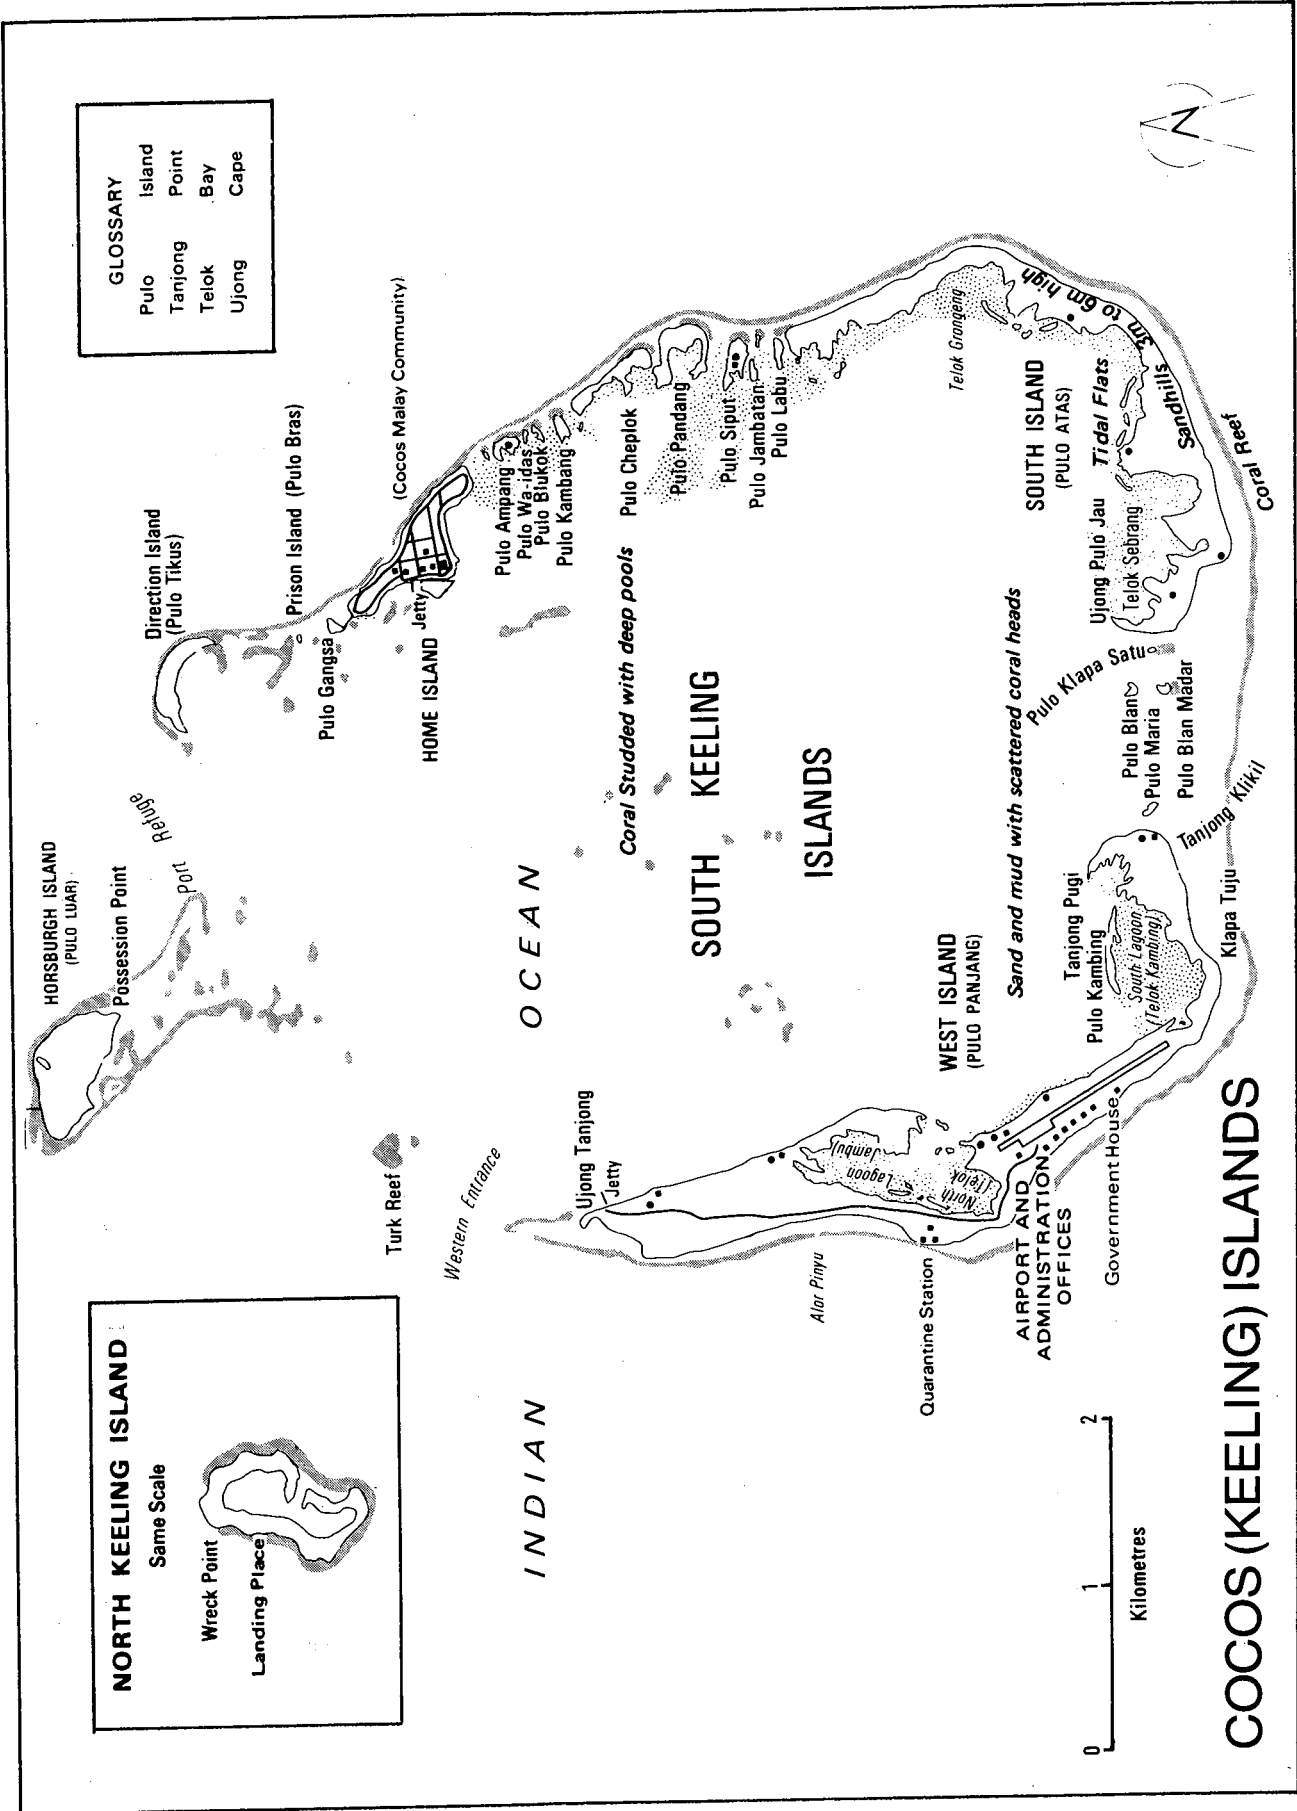 NORTH KEELING ISLAND
Same Scale
Wreck Point
Landing Place
HORSBURGH ISLAND
(PULO LUAR)
Possession Point
Port Refuge
Direction Island
(Pulo Tikus)
Prison Island (Pulo Bras)
(Cocos Malay Community)
Pulo Gangsa
Jetty
HOME ISLAND
GLOSSARY
Pulo Island
Tanjong Point
Telok Bay
Ujong Cape
Turk Reef
Western Entrance
INDIAN OCEAN
Pulo Ampang
Pulo Wa-idas
Pulo Blukok
Pulo Kambang
Pulo Cheplok
Pulo Pandang
Pulo Siput
Pulo Jambatan
Pulo Labu
Coral Studded with deep pools
SOUTH KEELING
ISLANDS
Ujong Tanjong
Jetty
Alor Pinyu
North Lagoon
(Telok Jambu)
Quarantine Station
WEST ISLAND
(PULO PANJANG)
Sand and mud with scattered coral heads
AIRPORT AND
ADMINISTRATION
OFFICES
Government House
Telok Grongeng
SOUTH ISLAND
(PULO ATAS)
3m to 6m high
Tidal Flats
Sandhills
Coral Reef
Ujong Pulo Jau
Telok Sebrang
Pulo Klapa Satu
Pulo Blan
Pulo Maria
Pulo Blan Madar
Tanjong Pugi
Pulo Kambing
South Lagoon
(Telok Kambing)
Tanjong Klikil
Klapa Tuju
0 1 2
Kilometres
N
COCOS (KEELING) ISLANDS